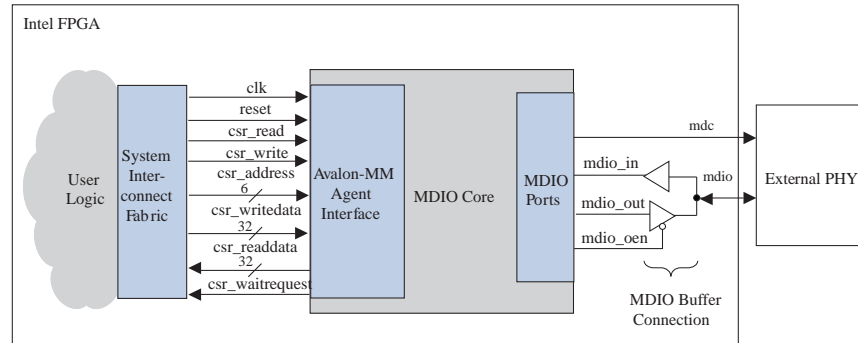 Intel FPGA
User
Logic
System
Inter-
connect
Fabric
clk
reset
csr_read
csr_write
csr_address
6
csr_writedata
32
csr_readdata
32
csr_waitrequest
Avalon-MM
Agent
Interface
MDIO Core
MDIO
Ports
mdc
mdio_in
mdio_out
mdio_oen
mdio
External PHY
MDIO Buffer
Connection